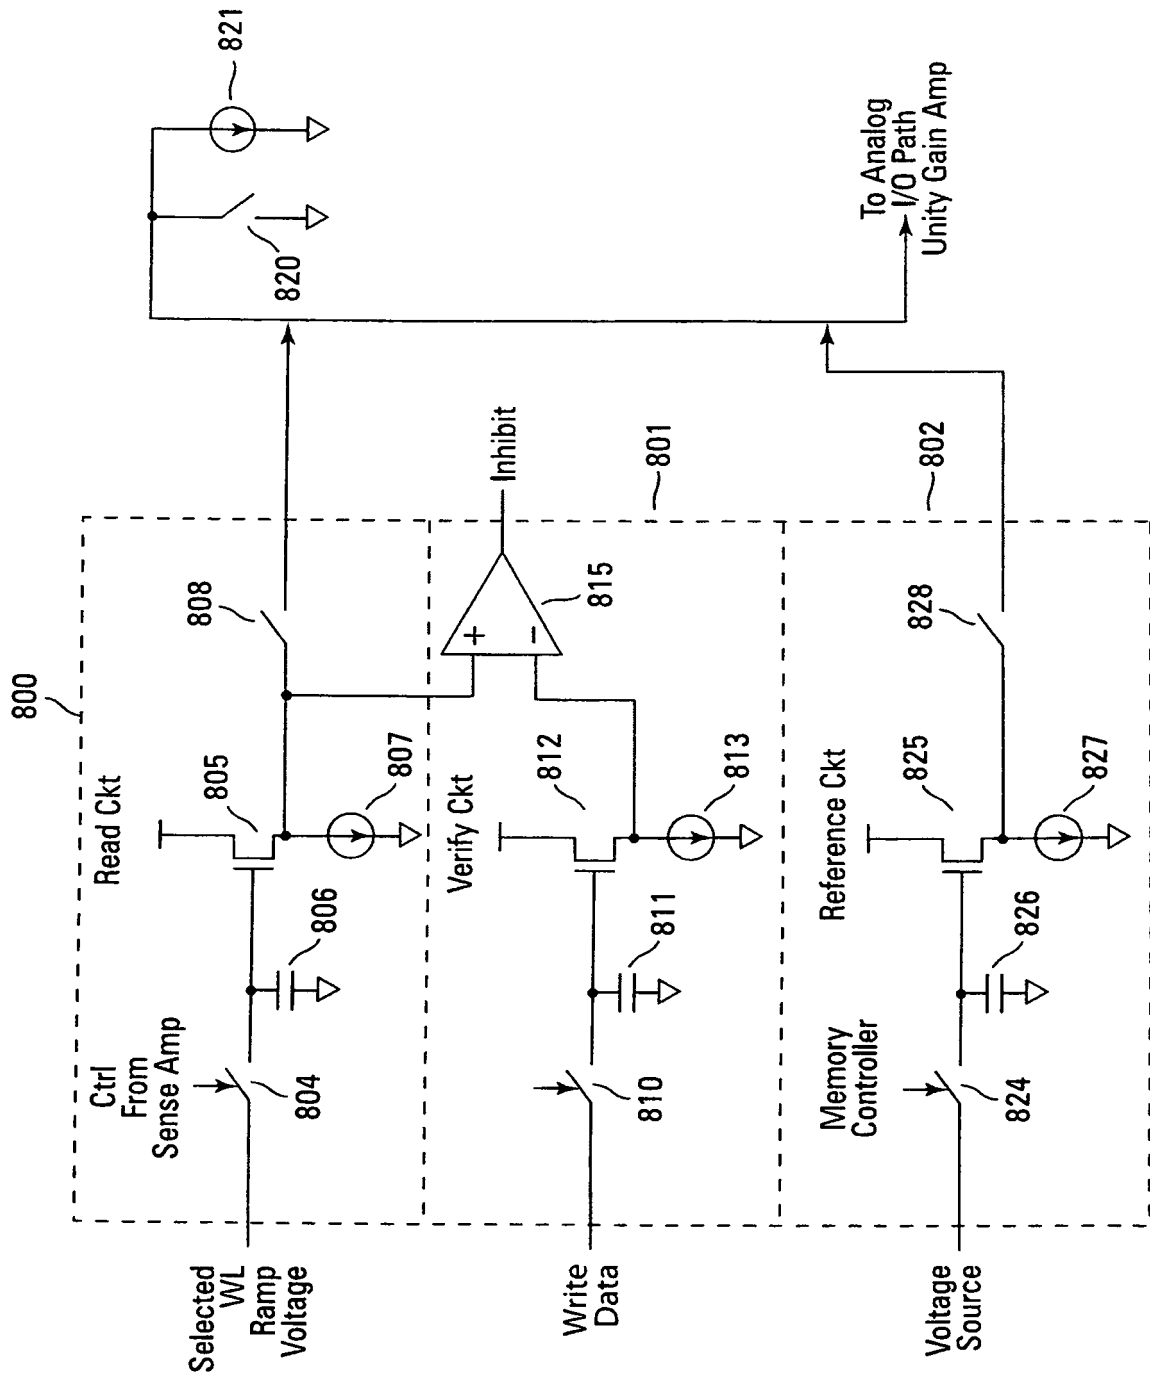 800
Read Ckt
Ctrl
From
Sense Amp
804
806
805
807
808
Selected
WL
Ramp
Voltage
821
820
Verify Ckt
810
811
812
813
+
−
815
Inhibit
801
Write
Data
Reference Ckt
Memory
Controller
824
826
825
827
828
802
Voltage
Source
To Analog
I/O Path
Unity Gain Amp